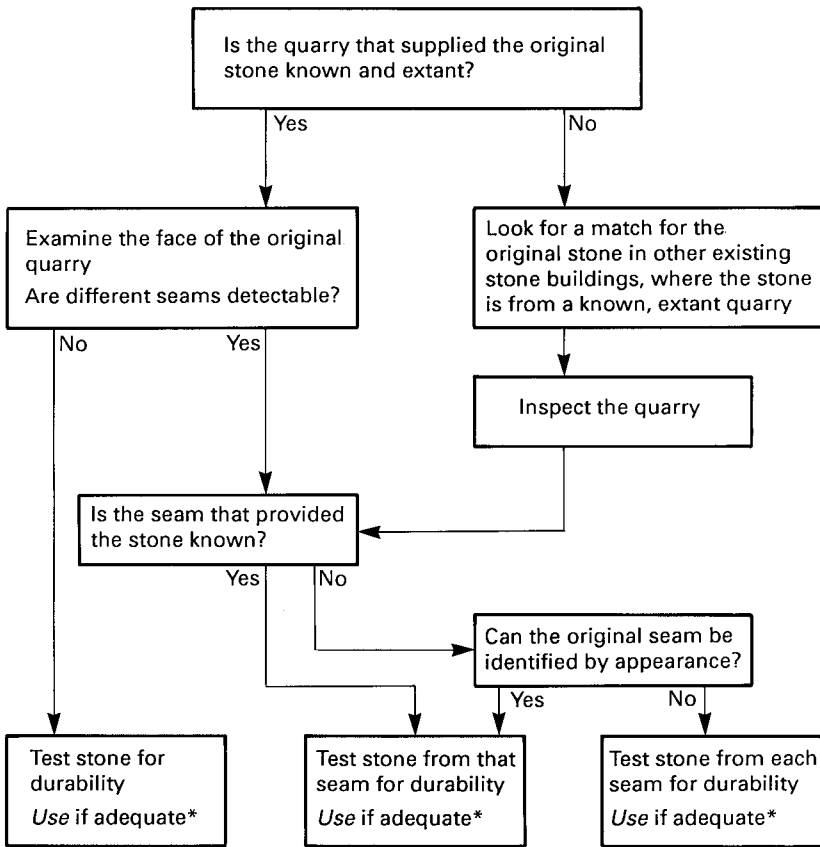 Is the quarry that supplied the original
stone known and extant?
Yes
No
Examine the face of the original
quarry
Are different seams detectable?
Look for a match for the
original stone in other existing
stone buildings, where the stone
is from a known, extant quarry
No
Yes
Inspect the quarry
Is the seam that provided
the stone known?
Yes
No
Can the original seam be
identified by appearance?
Yes
No
Test stone for
durability
Use if adequate*
Test stone from that
seam for durability
Use if adequate*
Test stone from each
seam for durability
Use if adequate*